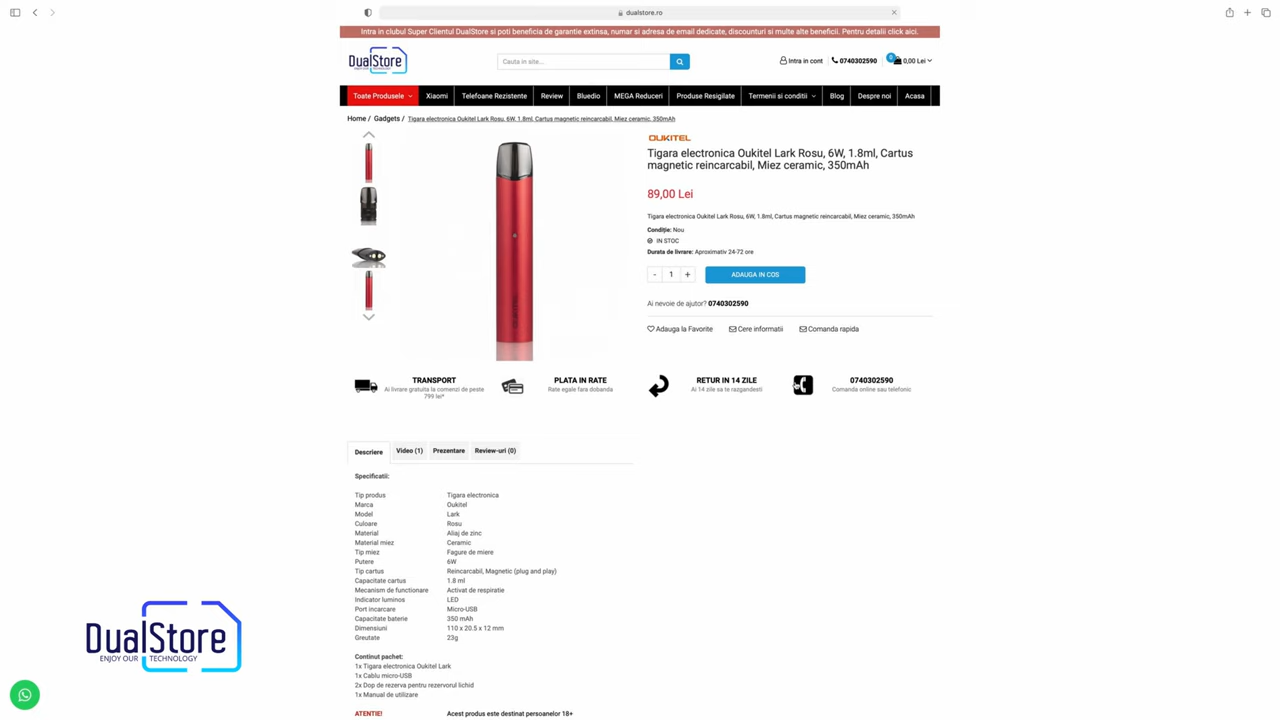 dualstore.ro
Intra in clubul Super Clientul DualStore si poti beneficia de garantie extinsa, numar si adresa de email dedicate, discounturi si multe alte beneficii. Pentru detalii click aici.
DualStore
ENJOY OUR TECHNOLOGY
Cauta in site...
Intra in cont
0740302590
0
0,00 Lei
Toate Produsele
Xiaomi
Telefoane Rezistente
Review
Bluedio
MEGA Reduceri
Produse Resigilate
Termenii si conditii
Blog
Despre noi
Acasa
Home / Gadgets / Tigara electronica Oukitel Lark Rosu, 6W, 1.8ml, Cartus magnetic reincarcabil, Miez ceramic, 350mAh
OUKITEL
Tigara electronica Oukitel Lark Rosu, 6W, 1.8ml, Cartus
magnetic reincarcabil, Miez ceramic, 350mAh
89,00 Lei
Tigara electronica Oukitel Lark Rosu, 6W, 1.8ml, Cartus magnetic reincarcabil, Miez ceramic, 350mAh
Condiție: Nou
IN STOC
Durata de livrare: Aproximativ 24-72 ore
- 1 +
ADAUGA IN COS
Ai nevoie de ajutor? 0740302590
Adauga la Favorite
Cere informatii
Comanda rapida
OUKITEL
TRANSPORT
Ai livrare gratuita la comenzi de peste
799 lei*
PLATA IN RATE
Rate egale fara dobanda
RETUR IN 14 ZILE
Ai 14 zile sa te razgandesti
0740302590
Comanda online sau telefonic
Descriere
Video (1)
Prezentare
Review-uri (0)
Specificatii:
Tip produs Tigara electronica
Marca Oukitel
Model Lark
Culoare Rosu
Material Aliaj de zinc
Material miez Ceramic
Tip miez Fagure de miere
Putere 6W
Tip cartus Reincarcabil, Magnetic (plug and play)
Capacitate cartus 1.8 ml
Mecanism de functionare Activat de respiratie
Indicator luminos LED
Port incarcare Micro-USB
Capacitate baterie 350 mAh
Dimensiuni 110 x 20.5 x 12 mm
Greutate 23g
Continut pachet:
1x Tigara electronica Oukitel Lark
1x Cablu micro-USB
2x Dop de rezerva pentru rezervorul lichid
1x Manual de utilizare
ATENTIE! Acest produs este destinat persoanelor 18+
DualStore
ENJOY OUR TECHNOLOGY